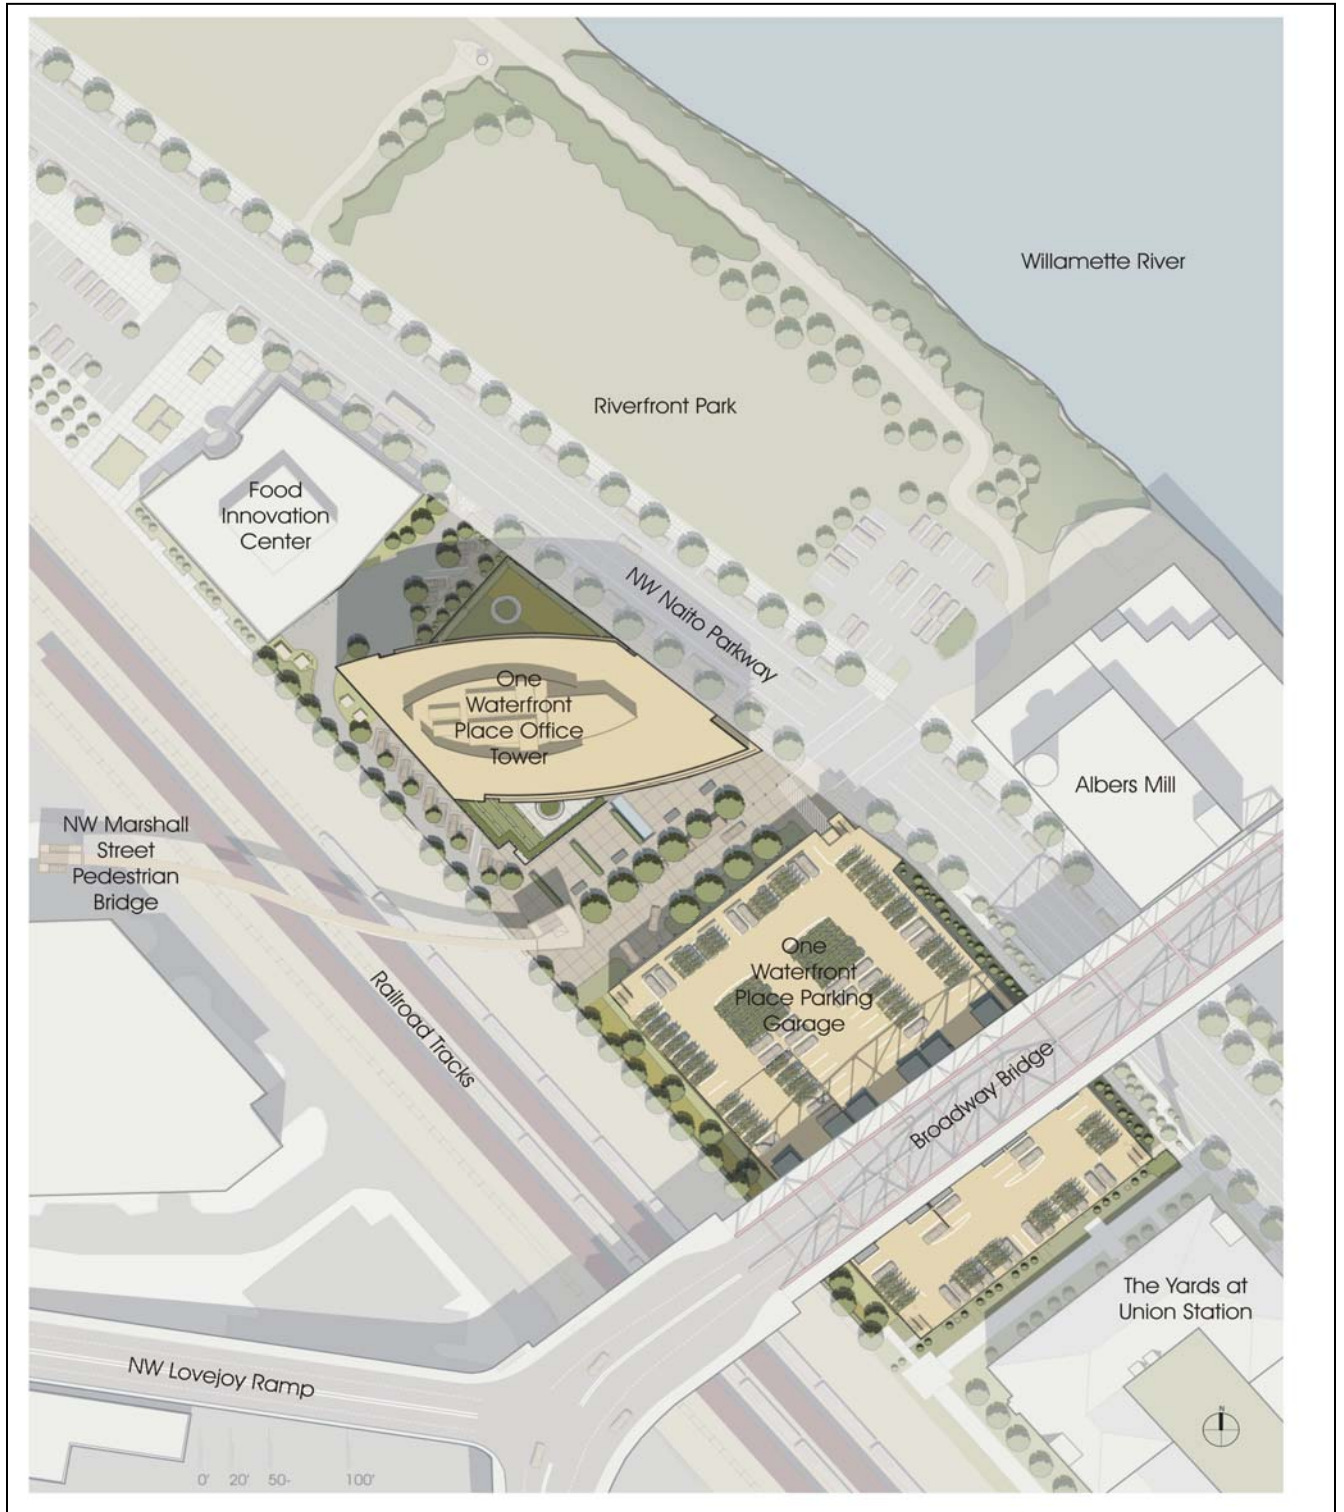 Willamette River
Riverfront Park
Food
Innovation
Center
NW Naito Parkway
One
Waterfront
Place Office
Tower
Albers Mill
NW Marshall
Street
Pedestrian
Bridge
One
Waterfront
Place Parking
Garage
Railroad Tracks
Broadway Bridge
The Yards at
Union Station
NW Lovejoy Ramp
N
0' 20' 50- 100'